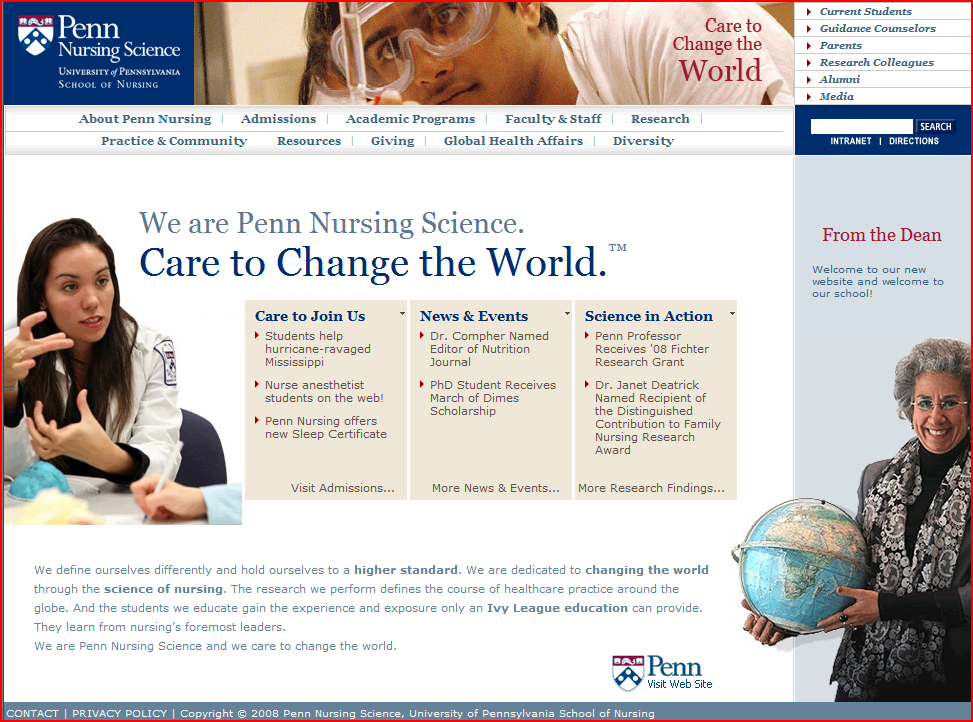 Penn
Nursing Science
UNIVERSITY of PENNSYLVANIA
SCHOOL OF NURSING
Care to
Change the
World
Current Students
Guidance Counselors
Parents
Research Colleagues
Alumni
Media
About Penn Nursing | Admissions | Academic Programs | Faculty & Staff | Research |
Practice & Community Resources | Giving | Global Health Affairs | Diversity
SEARCH
INTRANET | DIRECTIONS
We are Penn Nursing Science.
Care to Change the World.™
Care to Join Us
Students help
hurricane-ravaged
Mississippi
Nurse anesthetist
students on the web!
Penn Nursing offers
new Sleep Certificate
Visit Admissions...
News & Events
Dr. Compher Named
Editor of Nutrition
Journal
PhD Student Receives
March of Dimes
Scholarship
More News & Events...
Science in Action
Penn Professor
Receives '08 Fichter
Research Grant
Dr. Janet Deatrick
Named Recipient of
the Distinguished
Contribution to Family
Nursing Research
Award
More Research Findings...
From the Dean
Welcome to our new
website and welcome to
our school!
We define ourselves differently and hold ourselves to a higher standard. We are dedicated to changing the world
through the science of nursing. The research we perform defines the course of healthcare practice around the
globe. And the students we educate gain the experience and exposure only an Ivy League education can provide.
They learn from nursing's foremost leaders.
We are Penn Nursing Science and we care to change the world.
Penn
Visit Web Site
CONTACT | PRIVACY POLICY | Copyright © 2008 Penn Nursing Science, University of Pennsylvania School of Nursing